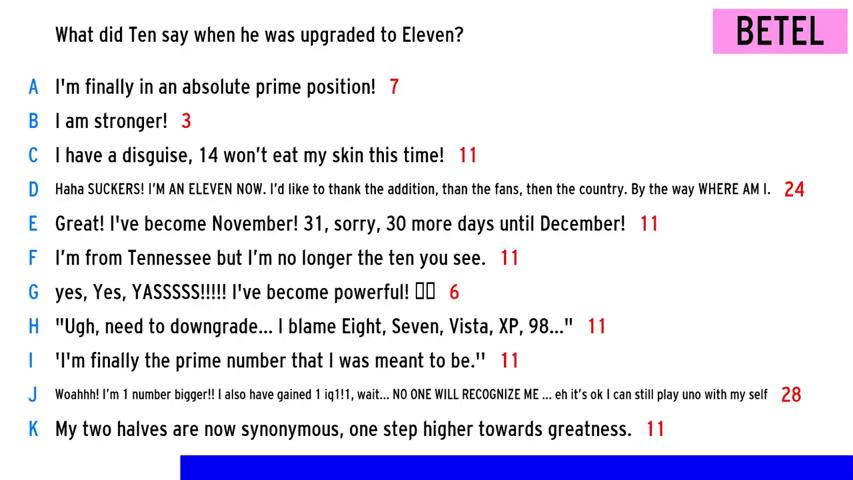 What did Ten say when he was upgraded to Eleven?
BETEL
A I'm finally in an absolute prime position! 7
B I am stronger! 3
C I have a disguise, 14 won't eat my skin this time! 11
D Haha SUCKERS! I'M AN ELEVEN NOW. I'd like to thank the addition, than the fans, then the country. By the way WHERE AM I. 24
E Great! I've become November! 31, sorry, 30 more days until December! 11
F I'm from Tennessee but I'm no longer the ten you see. 11
G yes, Yes, YASSSSS!!!!! I've become powerful! 6
H "Ugh, need to downgrade... I blame Eight, Seven, Vista, XP, 98..." 11
I 'I'm finally the prime number that I was meant to be.'' 11
J Woahhh! I'm 1 number bigger!! I also have gained 1 iq1!1, wait... NO ONE WILL RECOGNIZE ME ... eh it's ok I can still play uno with my self 28
K My two halves are now synonymous, one step higher towards greatness. 11